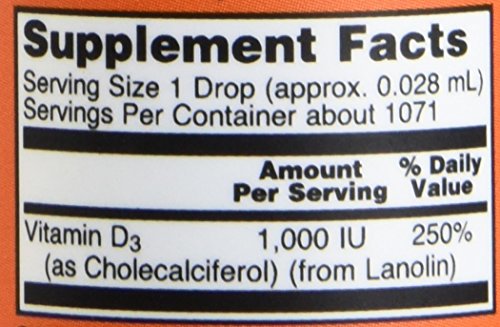 Supplement Facts
Serving Size 1 Drop (approx. 0.028 mL)
Servings Per Container about 1071
Amount Per Serving % Daily Value
Vitamin D3 1,000 IU 250%
(as Cholecalciferol) (from Lanolin)